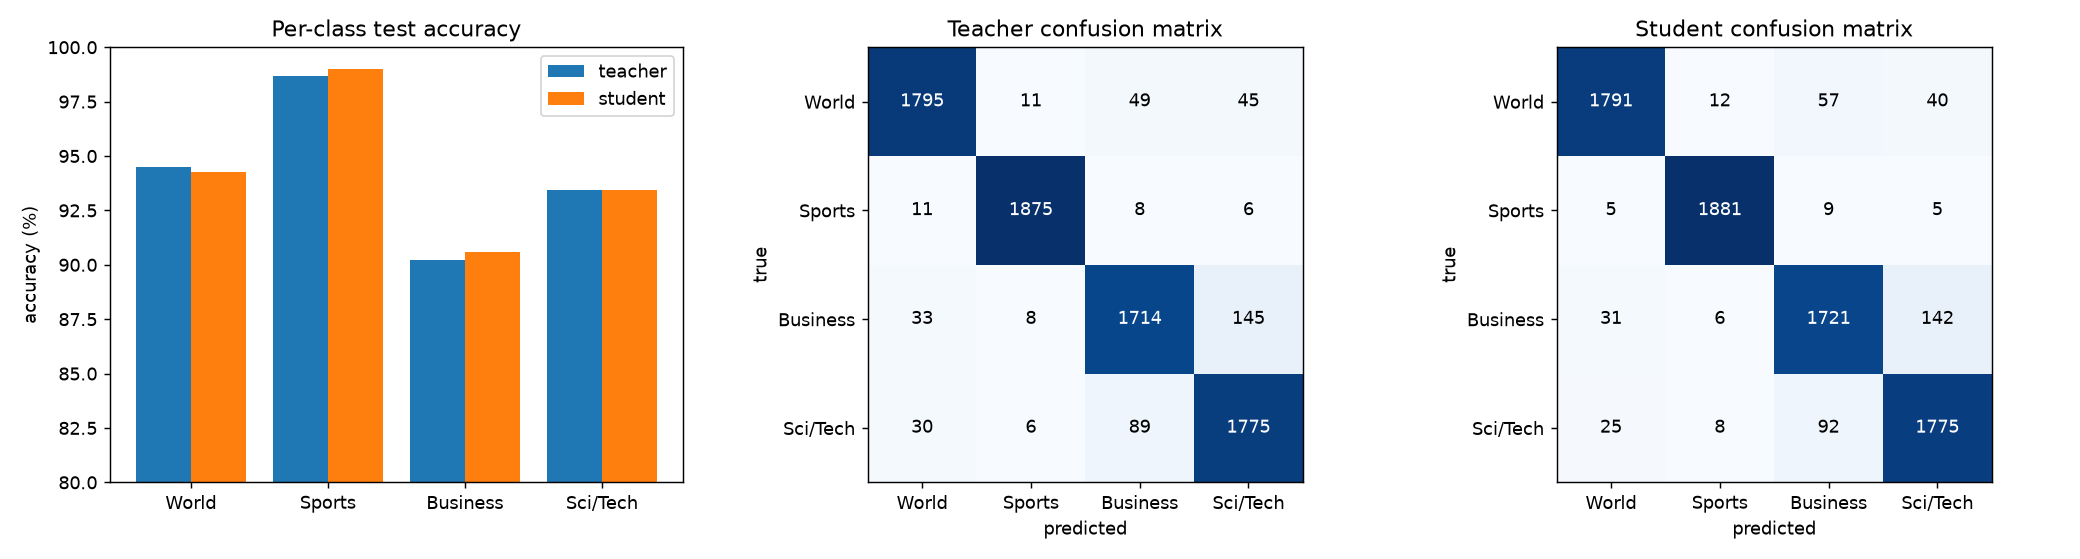 Per-class test accuracy
accuracy (%)
100.0
97.5
95.0
92.5
90.0
87.5
85.0
82.5
80.0
teacher
student
World Sports Business Sci/Tech
Teacher confusion matrix
true
World 1795 11 49 45
Sports 11 1875 8 6
Business 33 8 1714 145
Sci/Tech 30 6 89 1775
World Sports Business Sci/Tech
predicted
Student confusion matrix
true
World 1791 12 57 40
Sports 5 1881 9 5
Business 31 6 1721 142
Sci/Tech 25 8 92 1775
World Sports Business Sci/Tech
predicted